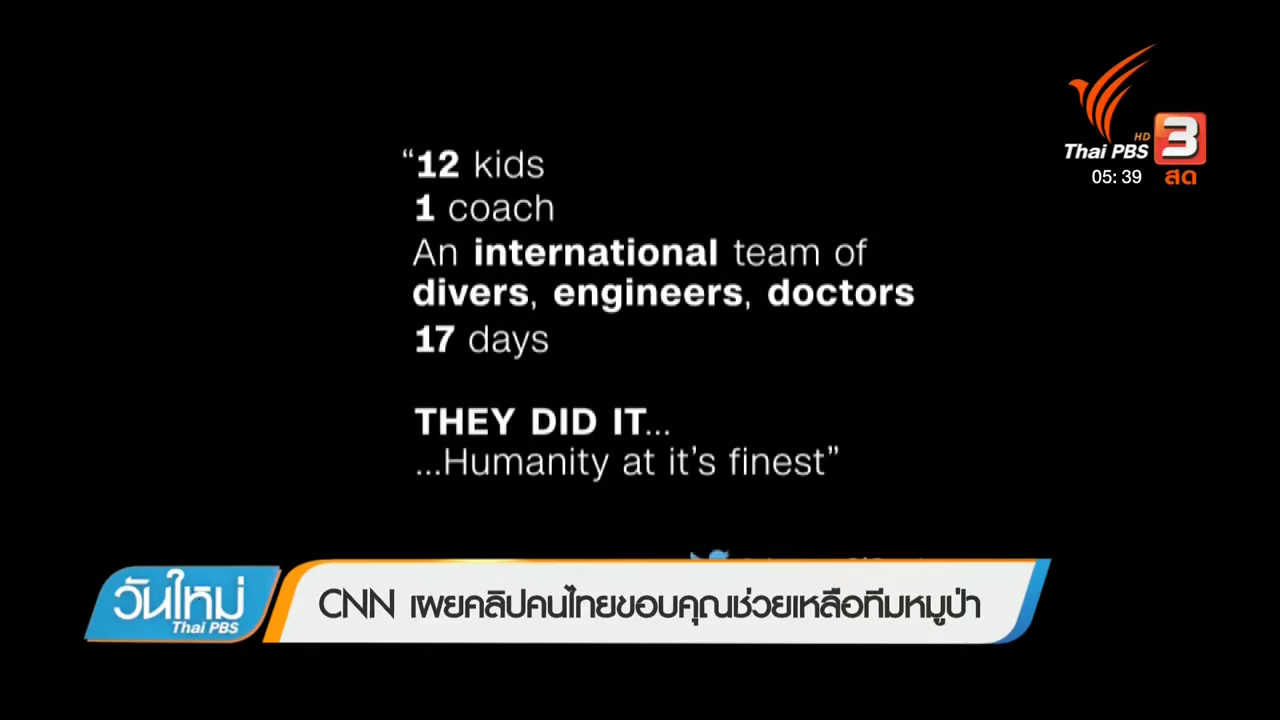 “12 kids
1 coach
An international team of
divers, engineers, doctors
17 days
THEY DID IT...
...Humanity at it’s finest”
HD
Thai PBS 3
05: 39 สด
วันใหม่
Thai PBS
CNN เผยคลิปคนไทยขอบคุณช่วยเหลือทีมหมูป่า